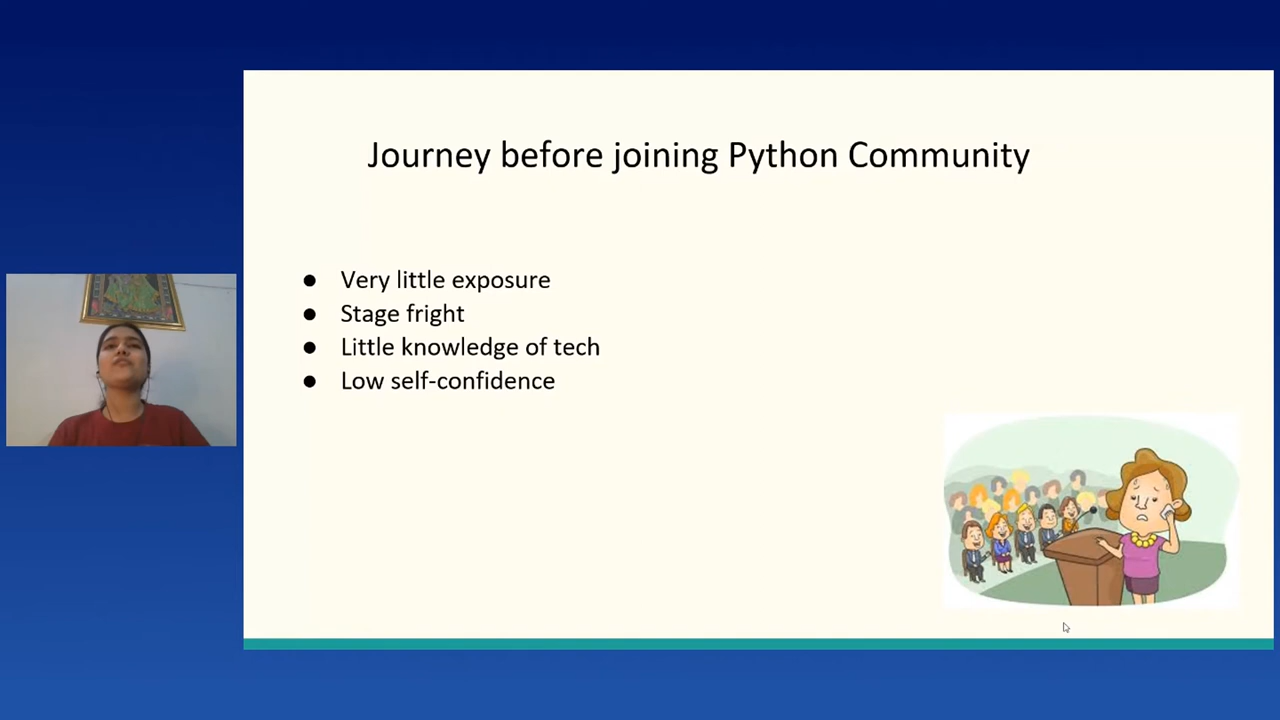 Journey before joining Python Community
● Very little exposure
● Stage fright
● Little knowledge of tech
● Low self-confidence